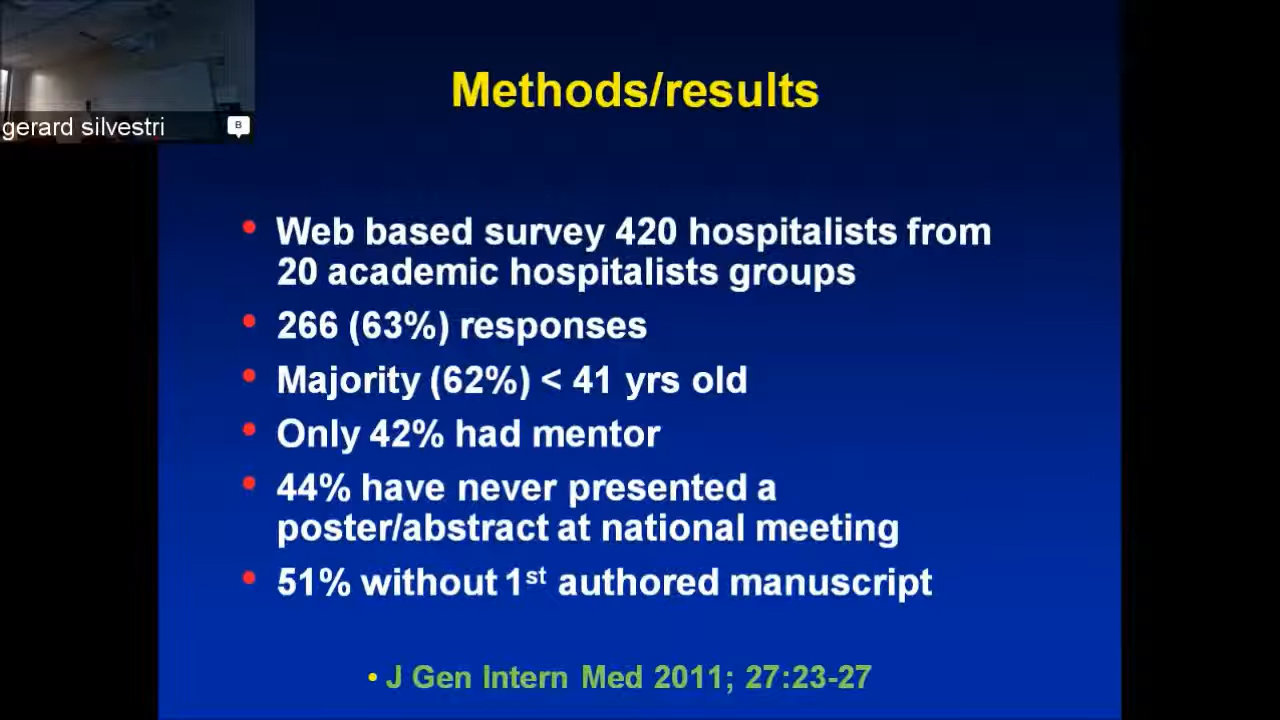 Methods/results
gerard silvestri
B
• Web based survey 420 hospitalists from
20 academic hospitalists groups
• 266 (63%) responses
• Majority (62%) < 41 yrs old
• Only 42% had mentor
• 44% have never presented a
poster/abstract at national meeting
• 51% without 1st authored manuscript
• J Gen Intern Med 2011; 27:23-27